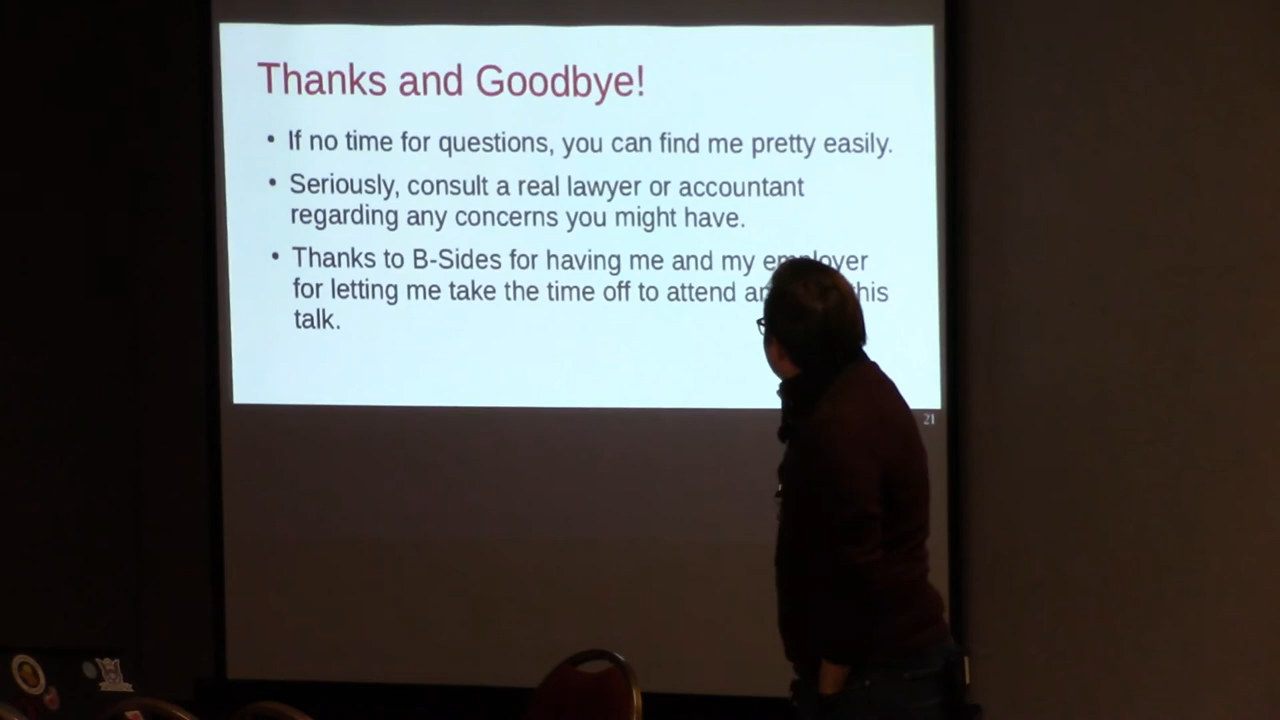 Thanks and Goodbye!
• If no time for questions, you can find me pretty easily.
• Seriously, consult a real lawyer or accountant
regarding any concerns you might have.
• Thanks to B-Sides for having me and my employer
for letting me take the time off to attend this
talk.
21